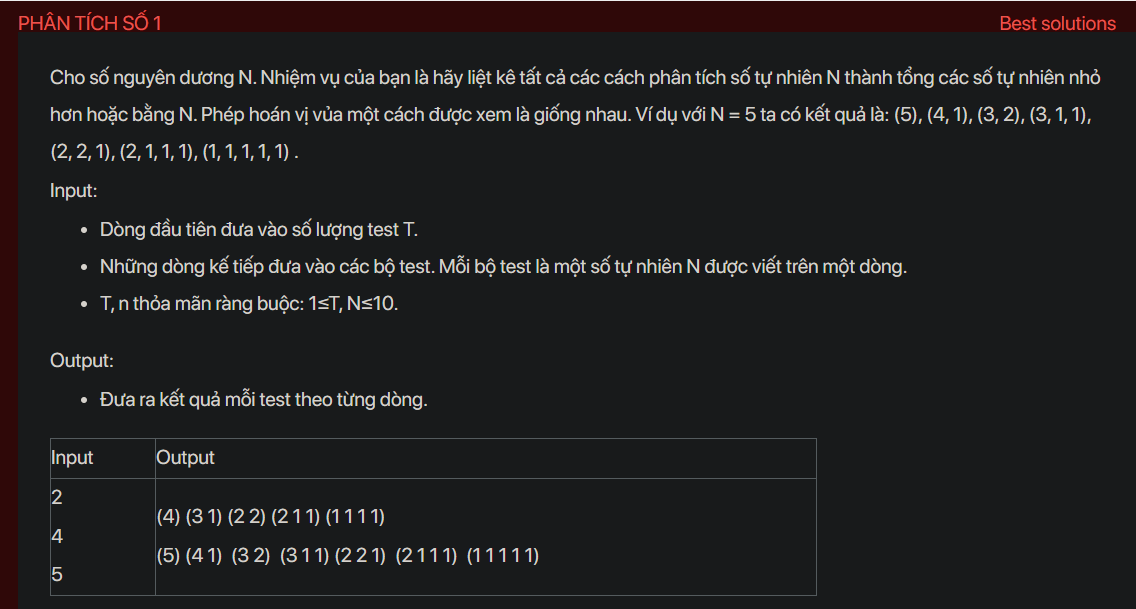 PHÂN TÍCH SỐ 1
Best solutions
Cho số nguyên dương N. Nhiệm vụ của bạn là hãy liệt kê tất cả các cách phân tích số tự nhiên N thành tổng các số tự nhiên nhỏ
hơn hoặc bằng N. Phép hoán vị vủa một cách được xem là giống nhau. Ví dụ với N = 5 ta có kết quả là: (5), (4, 1), (3, 2), (3, 1, 1),
(2, 2, 1), (2, 1, 1, 1), (1, 1, 1, 1, 1) .
Input:
• Dòng đầu tiên đưa vào số lượng test T.
• Những dòng kế tiếp đưa vào các bộ test. Mỗi bộ test là một số tự nhiên N được viết trên một dòng.
• T, n thỏa mãn ràng buộc: 1≤T, N≤10.
Output:
• Đưa ra kết quả mỗi test theo từng dòng.
Input
Output
2
4
5
(4) (3 1) (2 2) (2 1 1) (1 1 1 1)
(5) (4 1) (3 2) (3 1 1) (2 2 1) (2 1 1 1) (1 1 1 1 1)